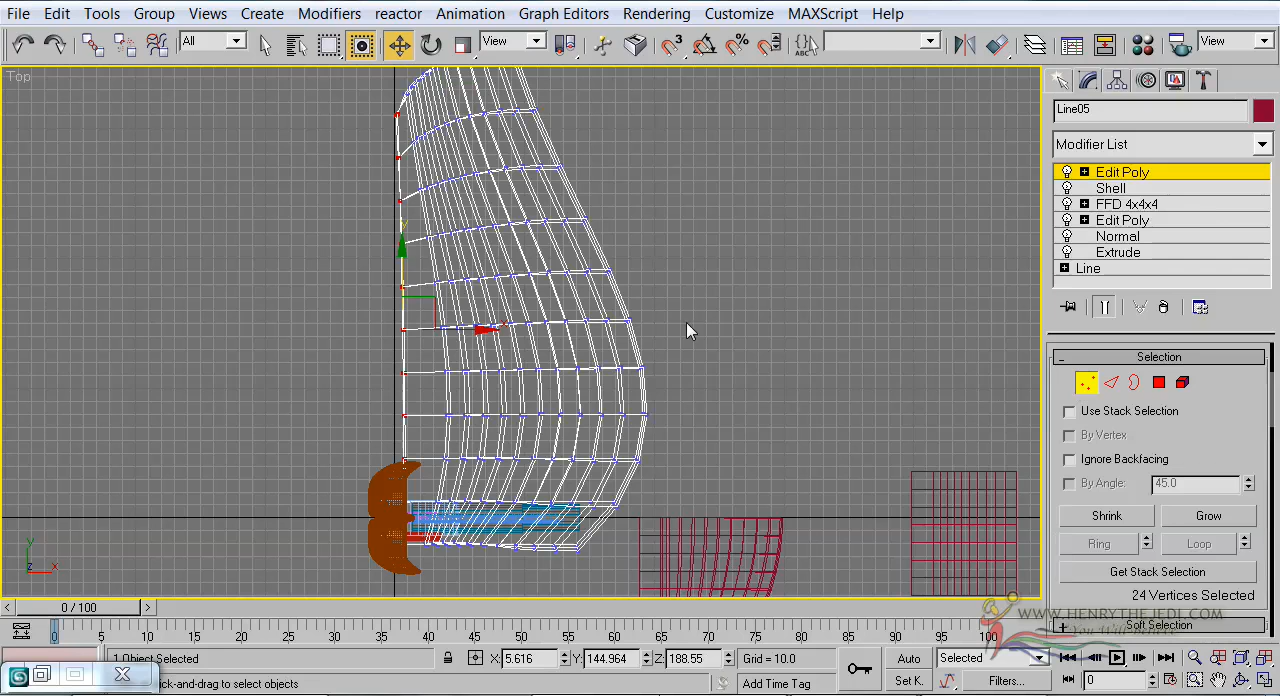 File Edit Tools Group Views Create Modifiers reactor Animation Graph Editors Rendering Customize MAXScript Help
All View 3 % ABC View
Top
Line05
Modifier List
Edit Poly
Shell
FFD 4x4x4
Edit Poly
Normal
Extrude
Line
Selection
Use Stack Selection
By Vertex
Ignore Backfacing
By Angle: 45.0
Shrink Grow
Ring Loop
Get Stack Selection
24 Vertices Selected
Soft Selection
y
x
z x
0 / 100
WWW.HENRYTHEJEDI.COM
You Will believe
0 5 10 15 20 25 30 35 40 45 50 55 60 65 70 75 80 85 90 95 100
1 Object Selected X: 5.616 Y: 144.964 Z: 188.55 Grid = 10.0 Auto Selected
ick-and-drag to select objects Add Time Tag Set K. Filters... 0